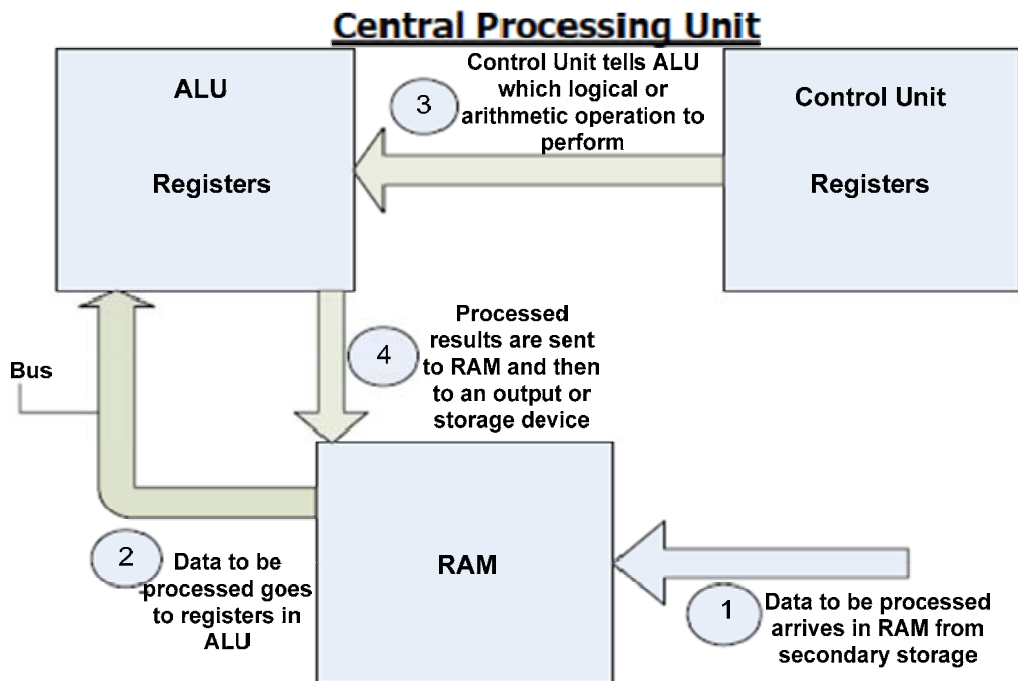 Central Processing Unit
ALU
Registers
3
Control Unit tells ALU
which logical or
arithmetic operation to
perform
Control Unit
Registers
Bus
4
Processed
results are sent
to RAM and then
to an output or
storage device
2
Data to be
processed goes
to registers in
ALU
RAM
1
Data to be processed
arrives in RAM from
secondary storage